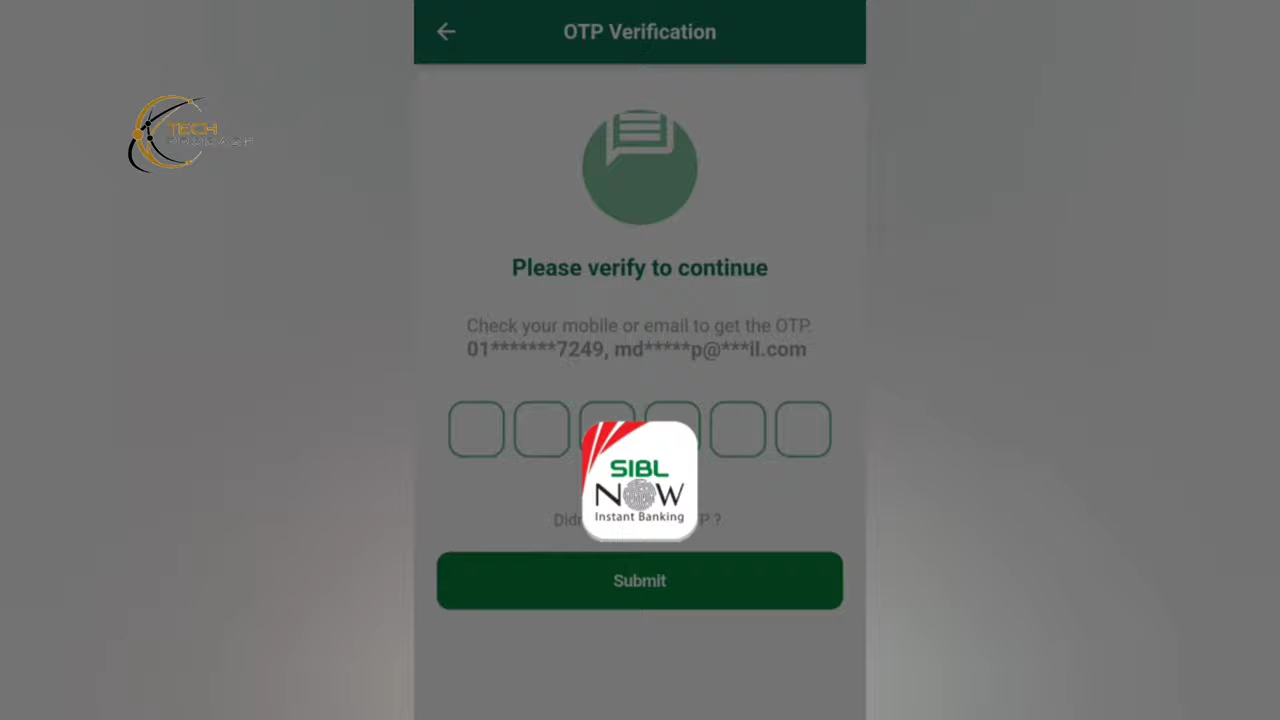 OTP Verification
TECH
Please verify to continue
Check your mobile or email to get the OTP.
01*******7249, md*****p@***il.com
SIBL
NOW
Instant Banking
Submit